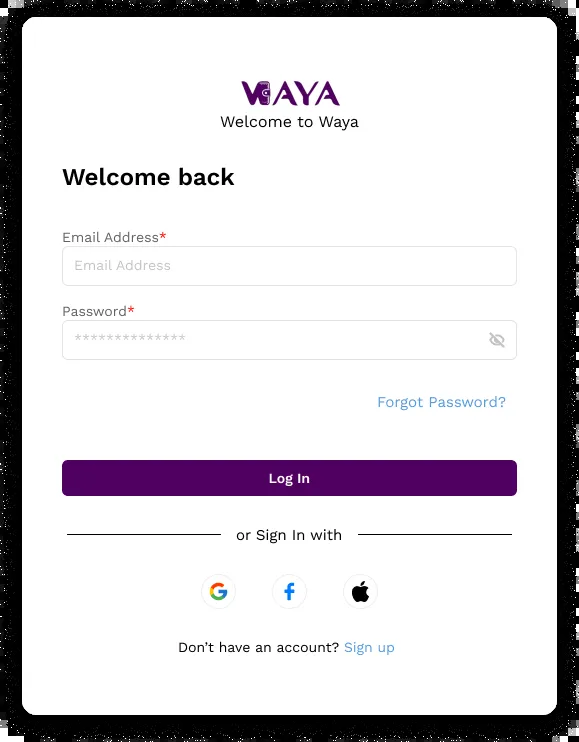 WAYA
Welcome to Waya
Welcome back
Email Address*
Email Address
Password*
**************
Forgot Password?
Log In
or Sign In with
Don’t have an account? Sign up